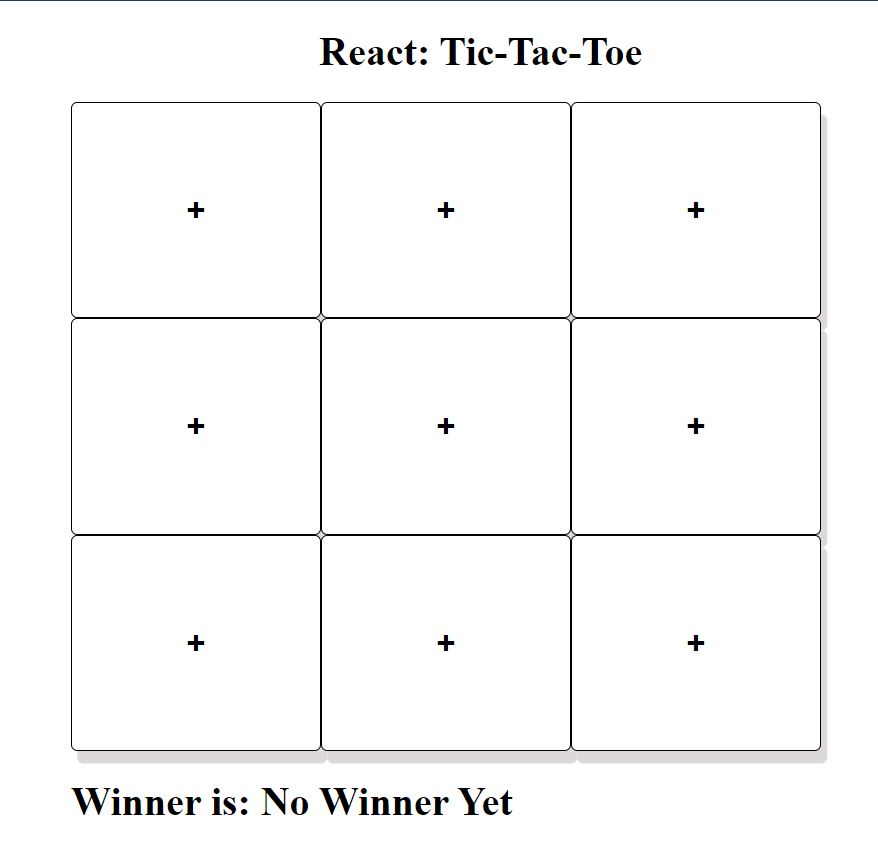 React: Tic-Tac-Toe
+ + +
+ + +
+ + +
Winner is: No Winner Yet